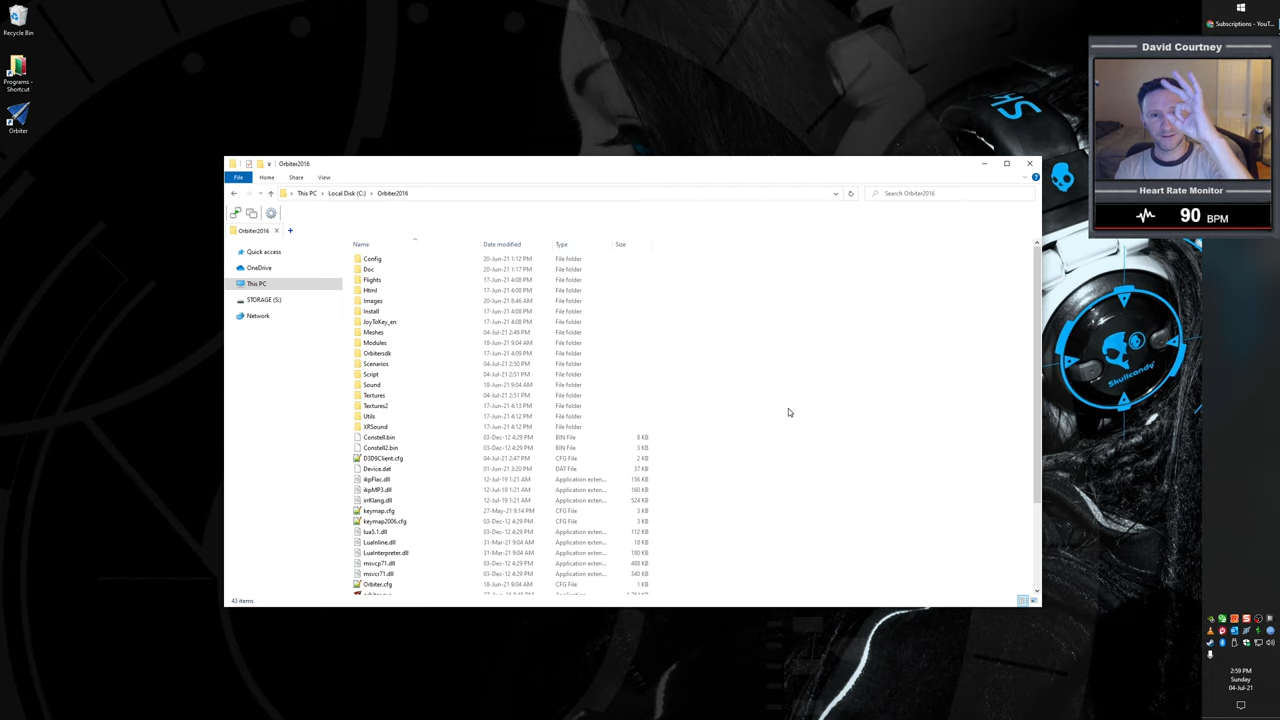 Recycle Bin
Programs -
Shortcut
Orbiter
Subscriptions - YouT...
David Courtney
Heart Rate Monitor
90 BPM
Orbiter2016
File Home Share View
This PC Local Disk (C:) Orbiter2016
Search Orbiter2016
Orbiter2016
Name Date modified Type Size
Quick access
OneDrive
This PC
STORAGE (S:)
Network
Config 20-Jun-21 1:12 PM File folder
Doc 20-Jun-21 1:17 PM File folder
Flights 17-Jun-21 4:08 PM File folder
Html 17-Jun-21 4:08 PM File folder
Images 20-Jun-21 8:46 AM File folder
Install 17-Jun-21 4:08 PM File folder
JoyToKey_en 17-Jun-21 4:08 PM File folder
Meshes 04-Jul-21 2:49 PM File folder
Modules 18-Jun-21 9:04 AM File folder
Orbitersdk 17-Jun-21 4:09 PM File folder
Scenarios 04-Jul-21 2:50 PM File folder
Script 04-Jul-21 2:51 PM File folder
Sound 18-Jun-21 9:04 AM File folder
Textures 04-Jul-21 2:51 PM File folder
Textures2 17-Jun-21 4:13 PM File folder
Utils 17-Jun-21 4:12 PM File folder
XRSound 17-Jun-21 4:12 PM File folder
Constell.bin 03-Dec-12 4:29 PM BIN File 8 KB
Constell2.bin 03-Dec-12 4:29 PM BIN File 3 KB
D3D9Client.cfg 04-Jul-21 2:47 PM CFG File 2 KB
Device.dat 01-Jun-21 3:20 PM DAT File 37 KB
ikpFlac.dll 12-Jul-19 1:21 AM Application exten... 156 KB
ikpMP3.dll 12-Jul-19 1:21 AM Application exten... 160 KB
irrKlang.dll 12-Jul-19 1:21 AM Application exten... 524 KB
keymap.cfg 27-May-21 9:14 PM CFG File 3 KB
keymap2006.cfg 03-Dec-12 4:29 PM CFG File 3 KB
lua5.1.dll 03-Dec-12 4:29 PM Application exten... 112 KB
LuaInline.dll 31-Mar-21 9:04 AM Application exten... 18 KB
LuaInterpreter.dll 31-Mar-21 9:04 AM Application exten... 180 KB
msvcp71.dll 03-Dec-12 4:29 PM Application exten... 488 KB
msvcr71.dll 03-Dec-12 4:29 PM Application exten... 340 KB
Orbiter.cfg 18-Jun-21 9:04 AM CFG File 1 KB
43 items
Skullcandy
2:59 PM
Sunday
04-Jul-21